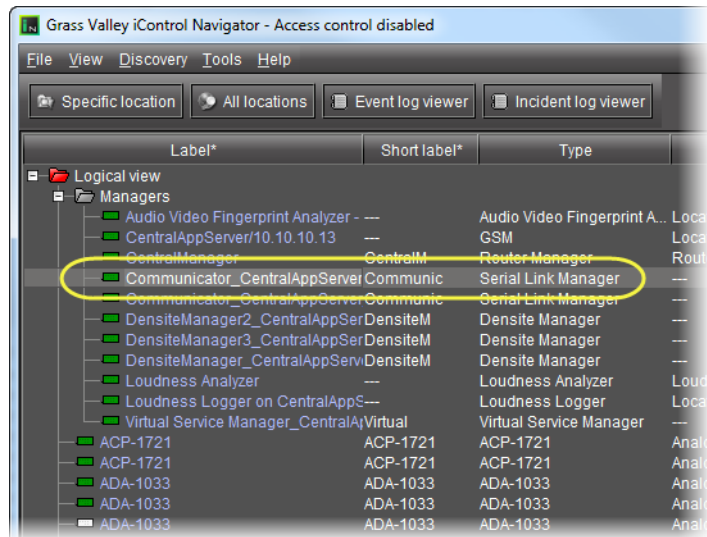 Grass Valley iControl Navigator - Access control disabled
File View Discovery Tools Help
Specific location All locations Event log viewer Incident log viewer
Label* Short label* Type
Logical view
Managers
Audio Video Fingerprint Analyzer - --- Audio Video Fingerprint A... Loca
CentralAppServer/10.10.10.13 --- GSM Loca
CentralManager CentralM Router Manager Rout
Communicator_CentralAppServer Communic Serial Link Manager ---
Communicator_CentralAppServer Communic Serial Link Manager ---
DensiteManager2_CentralAppSer DensiteM Densite Manager ---
DensiteManager3_CentralAppSer DensiteM Densite Manager ---
DensiteManager_CentralAppServ DensiteM Densite Manager ---
Loudness Analyzer --- Loudness Analyzer Loud
Loudness Logger on CentralAppS --- Loudness Logger Loca
Virtual Service Manager_CentralA Virtual Virtual Service Manager ---
ACP-1721 ACP-1721 ACP-1721 Analo
ACP-1721 ACP-1721 ACP-1721 Analo
ADA-1033 ADA-1033 ADA-1033 Analo
ADA-1033 ADA-1033 ADA-1033 Analo
ADA-1033 ADA-1033 ADA-1033 Analo